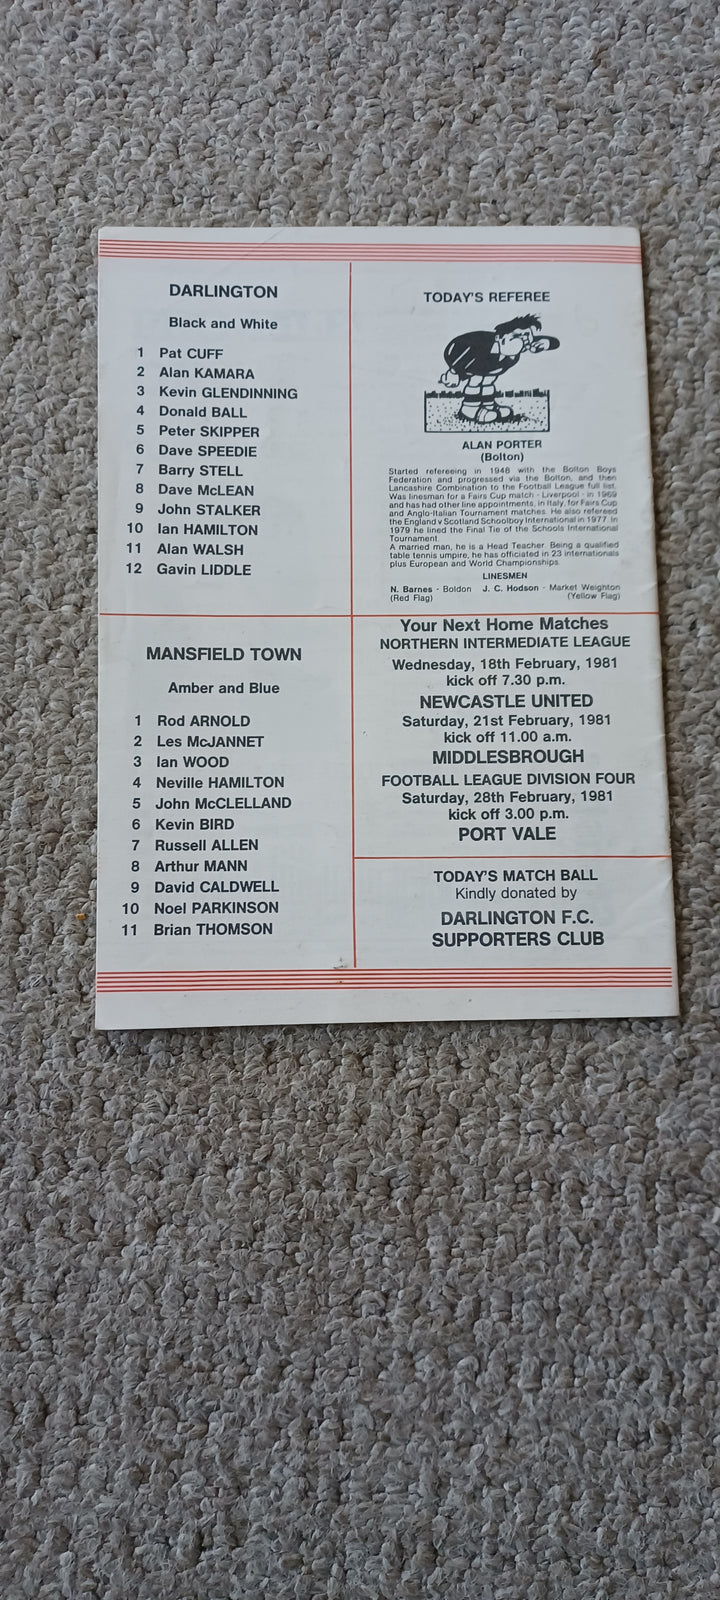 DARLINGTON
Black and White
1 Pat CUFF
2 Alan KAMARA
3 Kevin GLENDINNING
4 Donald BALL
5 Peter SKIPPER
6 Dave SPEEDIE
7 Barry STELL
8 Dave McLEAN
9 John STALKER
10 Ian HAMILTON
11 Alan WALSH
12 Gavin LIDDLE
TODAY'S REFEREE
ALAN PORTER
(Bolton)
Started refereeing in 1948 with the Bolton Boys
Federation and progressed via the Bolton, and then
Lancashire Combination to the Football League full list.
Was linesman for a Fairs Cup match - Liverpool - in 1969
and has had other line appointments, in Italy, for Fairs Cup
and Anglo-Italian Tournament matches. He also refereed
the England v Scotland Schoolboy International in 1977. In
1979 he lined the Final Tie of the Schools International
Tournament.
A married man, he is a Head Teacher. Being a qualified
table tennis umpire, he has officiated in 23 internationals
plus European and World Championships.
LINESMEN
N. Barnes - Boldon J. C. Hodson - Market Weighton
(Red Flag) (Yellow Flag)
MANSFIELD TOWN
Amber and Blue
1 Rod ARNOLD
2 Les McJANNET
3 Ian WOOD
4 Neville HAMILTON
5 John McCLELLAND
6 Kevin BIRD
7 Russell ALLEN
8 Arthur MANN
9 David CALDWELL
10 Noel PARKINSON
11 Brian THOMSON
Your Next Home Matches
NORTHERN INTERMEDIATE LEAGUE
Wednesday, 18th February, 1981
kick off 7.30 p.m.
NEWCASTLE UNITED
Saturday, 21st February, 1981
kick off 11.00 a.m.
MIDDLESBROUGH
FOOTBALL LEAGUE DIVISION FOUR
Saturday, 28th February, 1981
kick off 3.00 p.m.
PORT VALE
TODAY'S MATCH BALL
Kindly donated by
DARLINGTON F.C.
SUPPORTERS CLUB